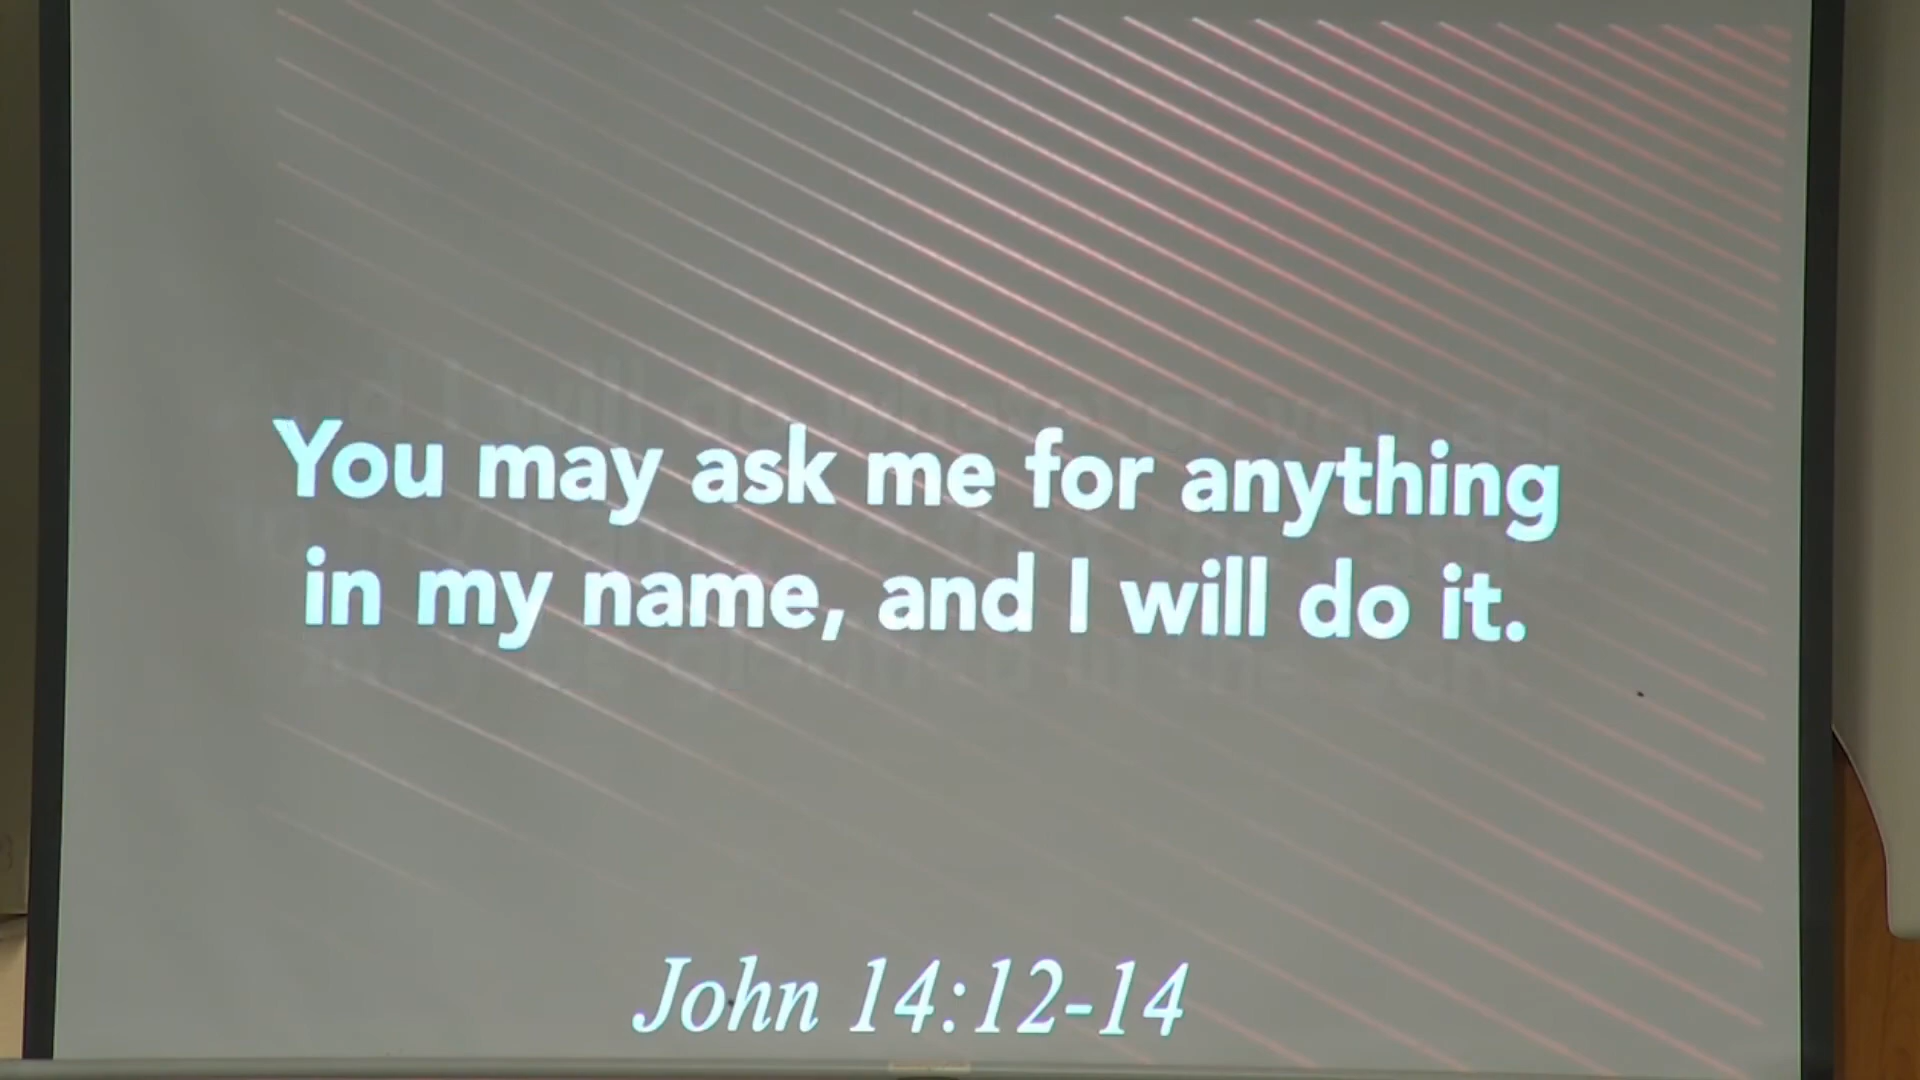 You may ask me for anything
in my name, and I will do it.
John 14:12-14